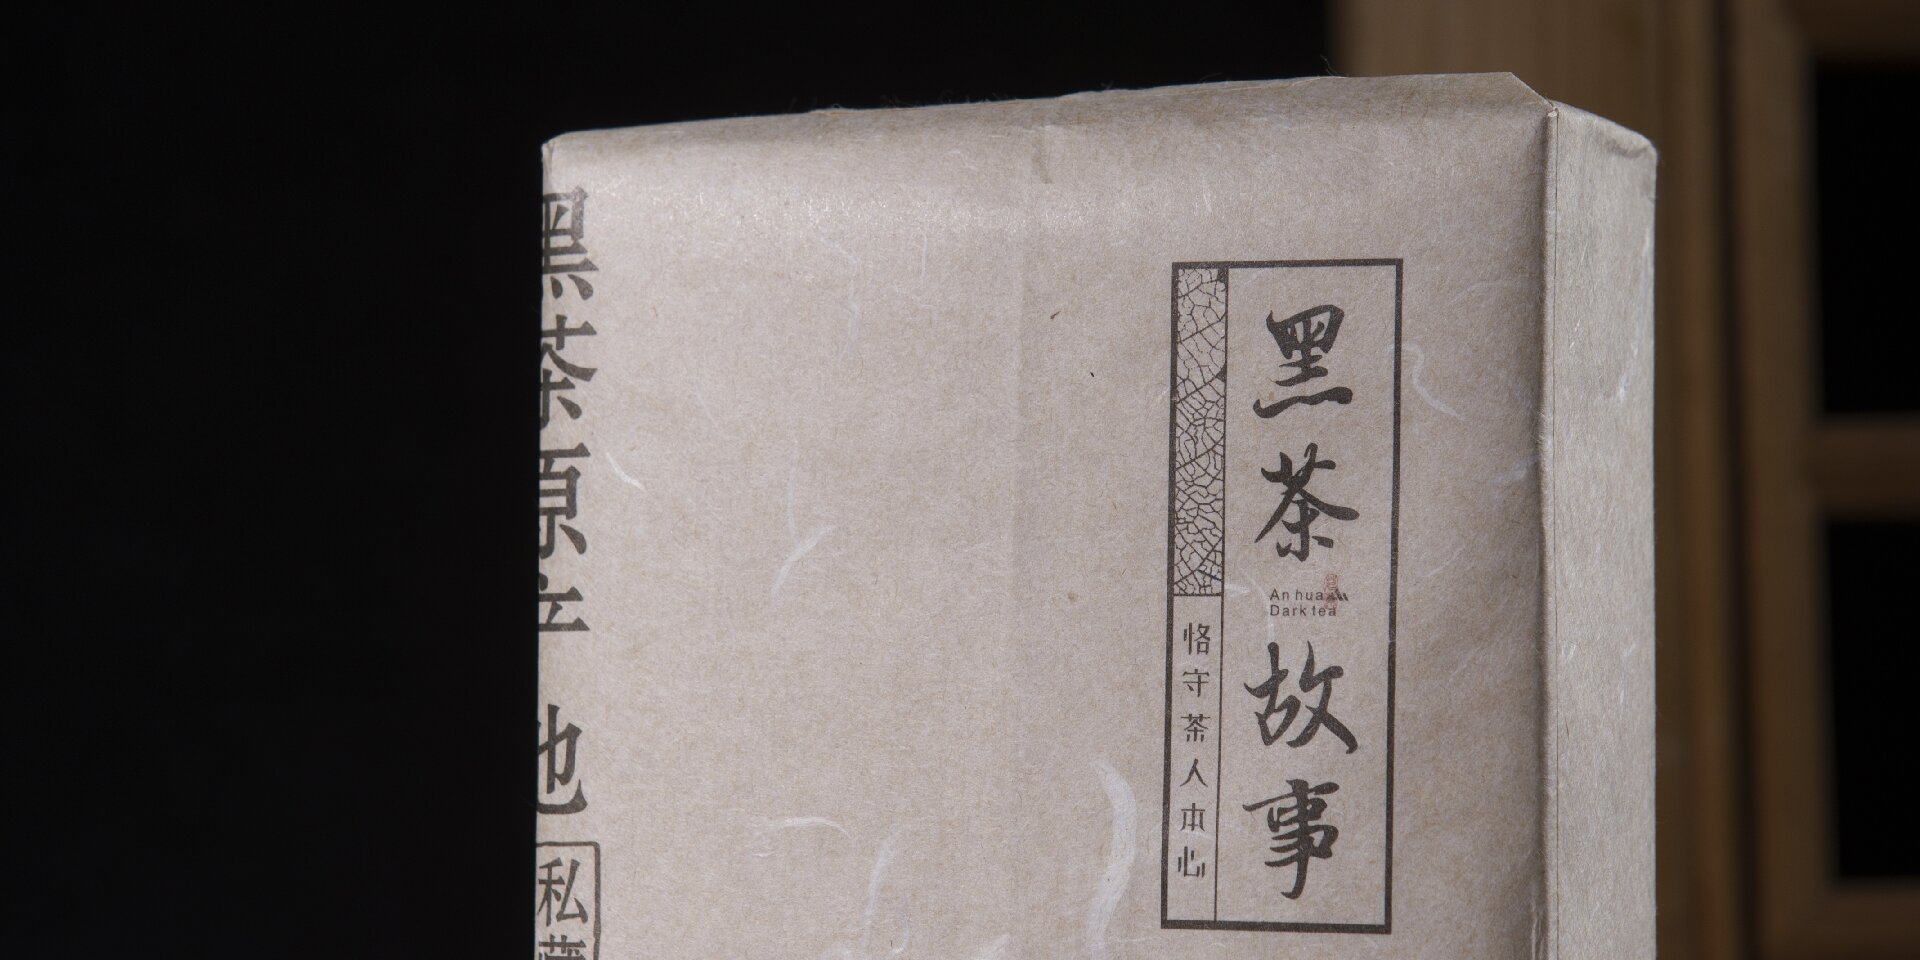 黑茶原产地
私藏
黑茶故事
An hua
Dark tea
恪守茶人本心